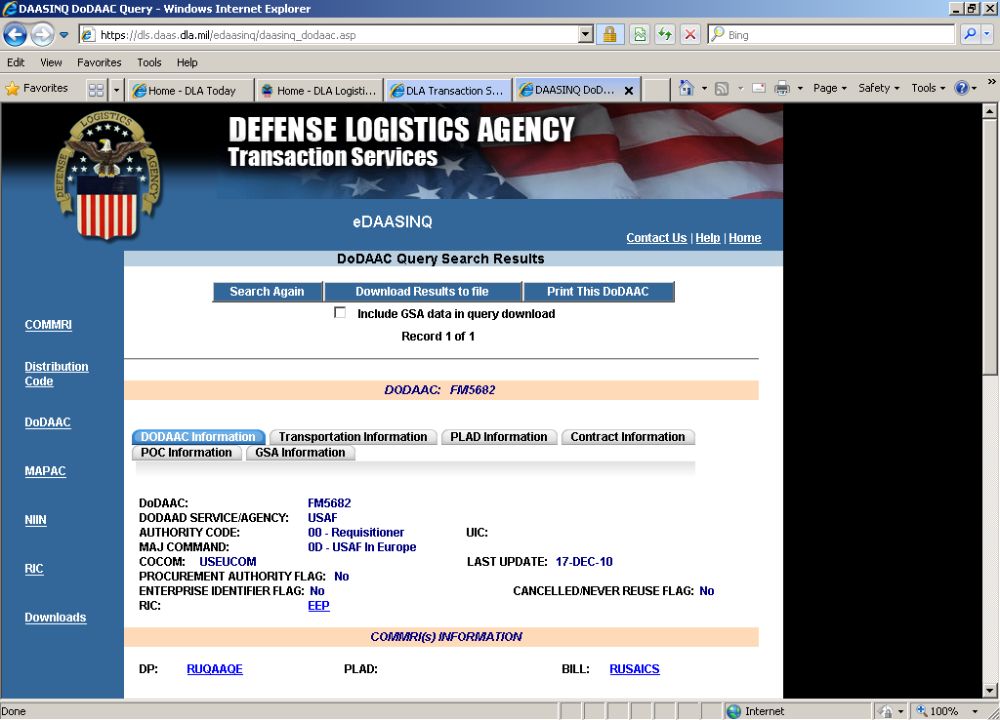 DAASINQ DoDAAC Query - Windows Internet Explorer
https://dls.daas.dla.mil/edaasinq/daasinq_dodaac.asp
Bing
Edit View Favorites Tools Help
Favorites
Home - DLA Today
Home - DLA Logisti...
DLA Transaction S...
DAASINQ DoD...
Page Safety Tools
»
DEFENSE LOGISTICS AGENCY
DEFENSE LOGISTICS AGENCY
Transaction Services
eDAASINQ
Contact Us | Help | Home
DoDAAC Query Search Results
Search Again Download Results to file Print This DoDAAC
Include GSA data in query download
Record 1 of 1
COMMRI
Distribution
Code
DoDAAC
MAPAC
NIIN
RIC
Downloads
DODAAC: FM5682
DODAAC Information Transportation Information PLAD Information Contract Information
POC Information GSA Information
DoDAAC: FM5682
DODAAD SERVICE/AGENCY: USAF
AUTHORITY CODE: 00 - Requisitioner UIC:
MAJ COMMAND: 0D - USAF In Europe
COCOM: USEUCOM LAST UPDATE: 17-DEC-10
PROCUREMENT AUTHORITY FLAG: No
ENTERPRISE IDENTIFIER FLAG: No CANCELLED/NEVER REUSE FLAG: No
RIC: EEP
COMMRI(s) INFORMATION
DP: RUQAAQE PLAD: BILL: RUSAICS
Done Internet 100%